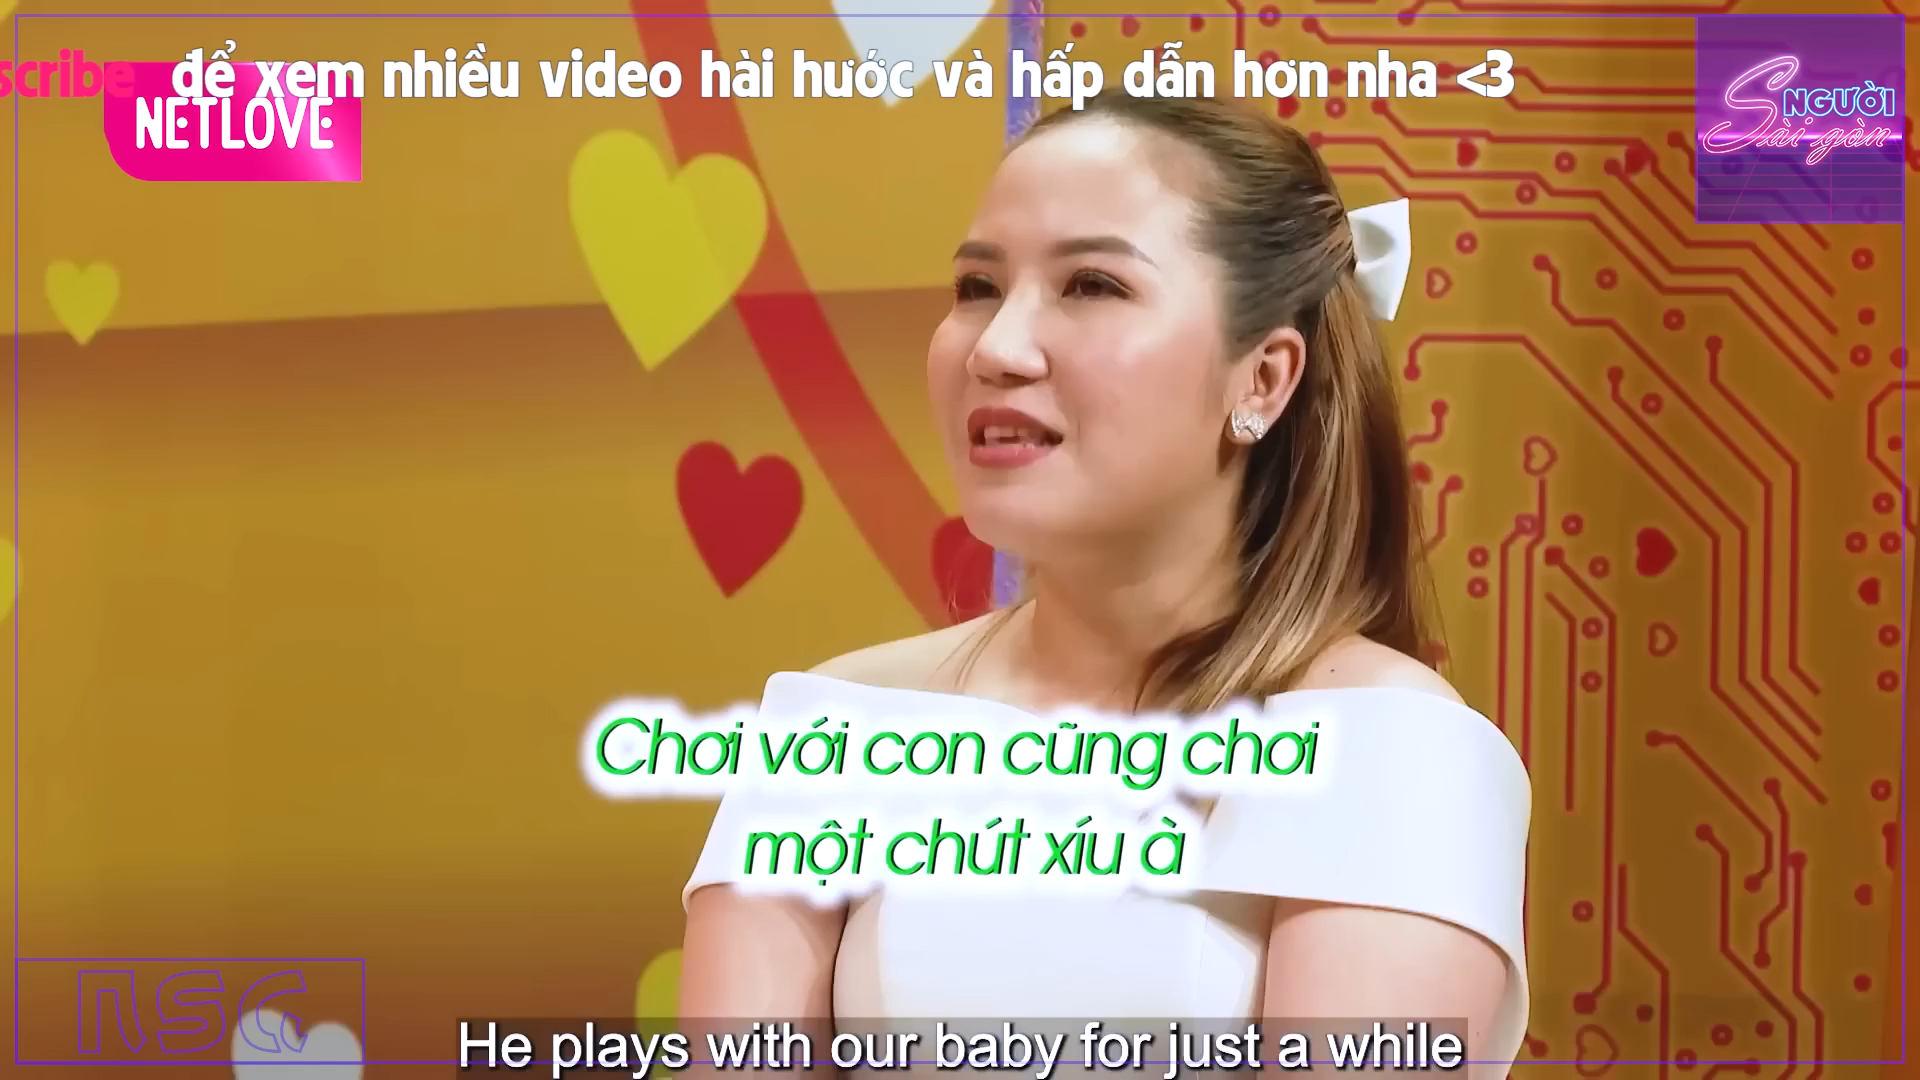 scribe để xem nhiều video hài hước và hấp dẫn hơn nha <3
NETLOVE
NGƯỜI
Sài gòn
Chơi với con cũng chơi
một chút xíu à
NSG
He plays with our baby for just a while